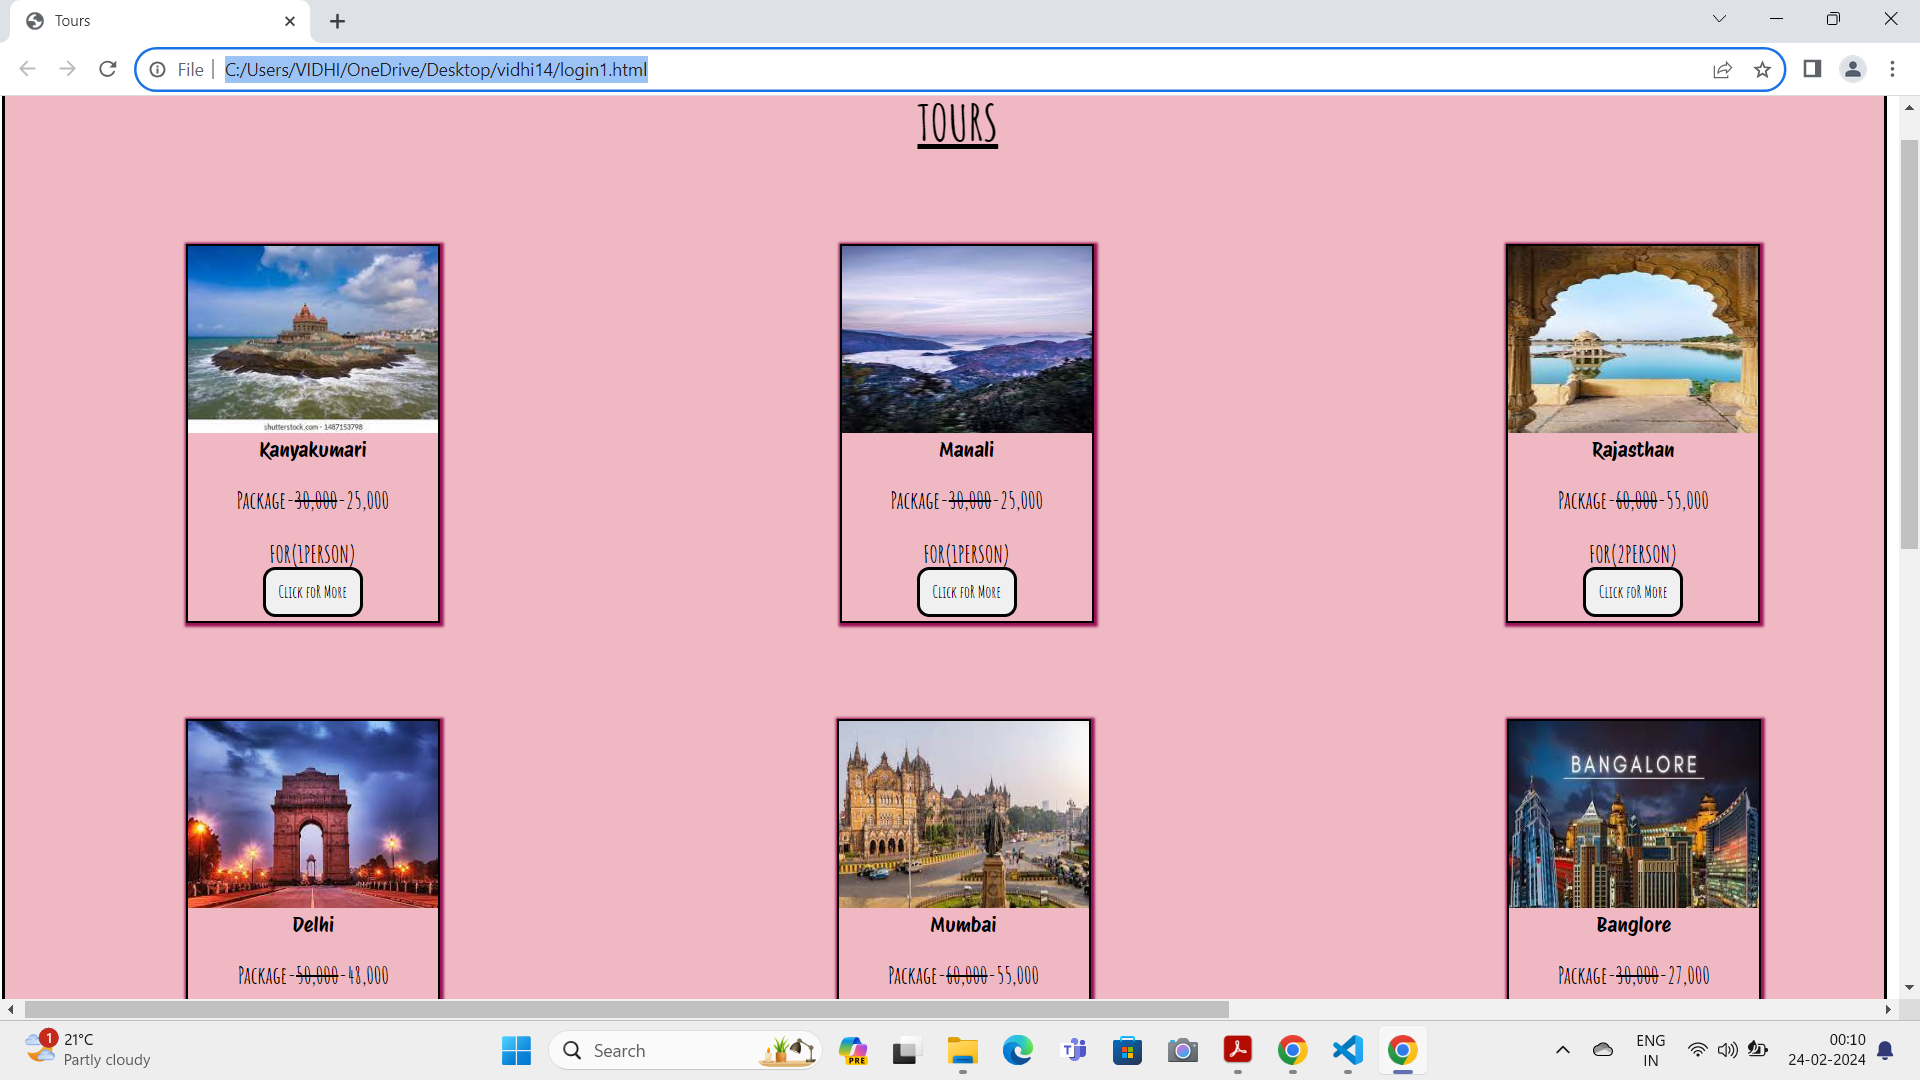 Tours
File
C:/Users/VIDHI/OneDrive/Desktop/vidhi14/login1.html
TOURS
shutterstock.com · 1487153798
Kanyakumari
Package-30,000-25,000
FOR(1PERSON)
Click foR More
Manali
Package-30,000-25,000
FOR(1PERSON)
Click foR More
Rajasthan
Package-60,000-55,000
FOR(2PERSON)
Click foR More
Delhi
Package-50,000-48,000
Mumbai
Package-60,000-55,000
BANGALORE
Banglore
Package-30,000-27,000
1
21°C
Partly cloudy
Search
PRE
ENG
IN
00:10
24-02-2024